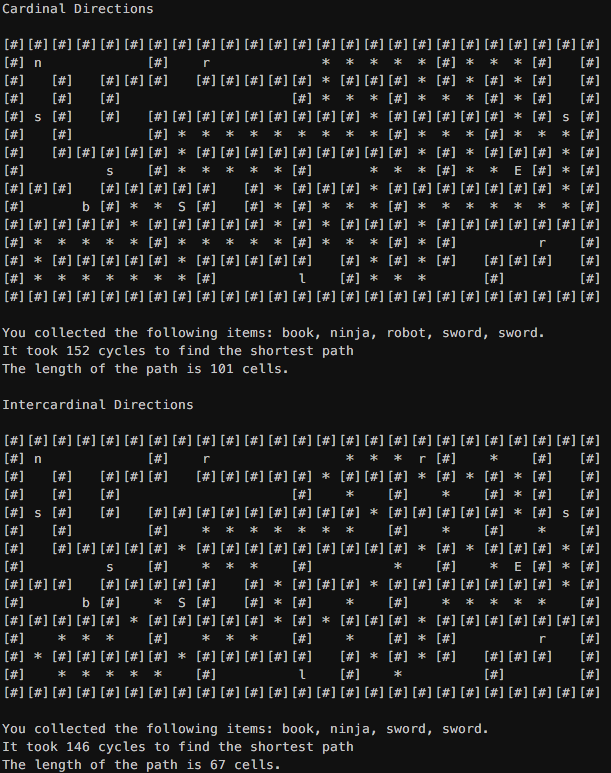 Cardinal Directions
[#][#][#][#][#][#][#][#][#][#][#][#][#][#][#][#][#][#][#][#][#][#][#][#][#]
[#] n             [#]    r              *  *  *  *  * [#] *  *  * [#]   [#]
[#]   [#]   [#][#][#]   [#][#][#][#][#] * [#][#][#] * [#] * [#] * [#]   [#]
[#]   [#]   [#]                     [#] *  *  * [#] *  *  * [#] * [#]   [#]
[#] s [#]   [#]   [#][#][#][#][#][#][#][#][#] * [#][#][#][#][#] * [#] s [#]
[#]   [#]         [#] *  *  *  *  *  *  *  *  * [#] *  *  * [#] *  *  * [#]
[#]   [#][#][#][#][#] * [#][#][#][#][#][#][#][#][#] * [#] * [#][#][#] * [#]
[#]          s    [#] *  *  *  *  * [#]       *  *  * [#] *  *  E [#] * [#]
[#][#][#]   [#][#][#][#][#]   [#] * [#][#][#] * [#][#][#][#][#][#][#] * [#]
[#]       b [#] *  *  S [#]   [#] * [#] *  *  * [#] *  *  *  *  *  *  * [#]
[#][#][#][#][#] * [#][#][#][#][#] * [#] * [#][#][#] * [#][#][#][#][#][#][#]
[#] *  *  *  *  * [#] *  *  *  *  * [#] *  *  * [#] * [#]          r    [#]
[#] * [#][#][#][#][#] * [#][#][#][#][#]   [#] * [#] * [#]   [#][#][#]   [#]
[#] *  *  *  *  *  *  * [#]          l    [#] *  *  *       [#]         [#]
[#][#][#][#][#][#][#][#][#][#][#][#][#][#][#][#][#][#][#][#][#][#][#][#][#]
You collected the following items: book, ninja, robot, sword, sword.
It took 152 cycles to find the shortest path
The length of the path is 101 cells.
Intercardinal Directions
[#][#][#][#][#][#][#][#][#][#][#][#][#][#][#][#][#][#][#][#][#][#][#][#][#]
[#] n             [#]    r                 *  *  *  r [#]    *    [#]   [#]
[#]   [#]   [#][#][#]   [#][#][#][#][#] * [#][#][#] * [#] * [#] * [#]   [#]
[#]   [#]   [#]                     [#]    *    [#]    *    [#] * [#]   [#]
[#] s [#]   [#]   [#][#][#][#][#][#][#][#][#] * [#][#][#][#][#] * [#] s [#]
[#]   [#]         [#]    *  *  *  *  *  *  *    [#]    *    [#]    *    [#]
[#]   [#][#][#][#][#] * [#][#][#][#][#][#][#][#][#] * [#] * [#][#][#] * [#]
[#]          s    [#]    *  *  *    [#]          *    [#]    *  E [#] * [#]
[#][#][#]   [#][#][#][#][#]   [#] * [#][#][#] * [#][#][#][#][#][#][#] * [#]
[#]       b [#]    *  S [#]   [#] * [#]    *    [#]    *  *  *  *  *    [#]
[#][#][#][#][#] * [#][#][#][#][#] * [#] * [#][#][#] * [#][#][#][#][#][#][#]
[#]    *  *  *    [#]    *  *  *    [#]    *    [#] * [#]          r    [#]
[#] * [#][#][#][#][#] * [#][#][#][#][#]   [#] * [#] * [#]   [#][#][#]   [#]
[#]    *  *  *  *  *    [#]          l    [#]    *          [#]         [#]
[#][#][#][#][#][#][#][#][#][#][#][#][#][#][#][#][#][#][#][#][#][#][#][#][#]
You collected the following items: book, ninja, sword, sword.
It took 146 cycles to find the shortest path
The length of the path is 67 cells.